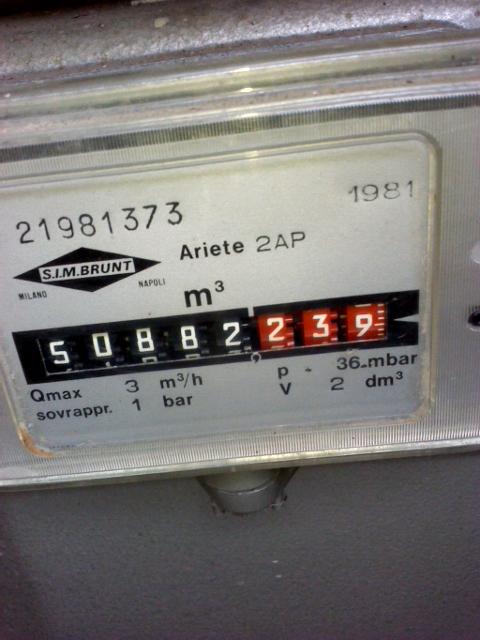 1981
21981373
S.I.M.BRUNT
MILANO NAPOLI
Ariete 2AP
m³
50882239
Qmax 3 m³/h
sovrappr. 1 bar
p - 36.mbar
V 2 dm³